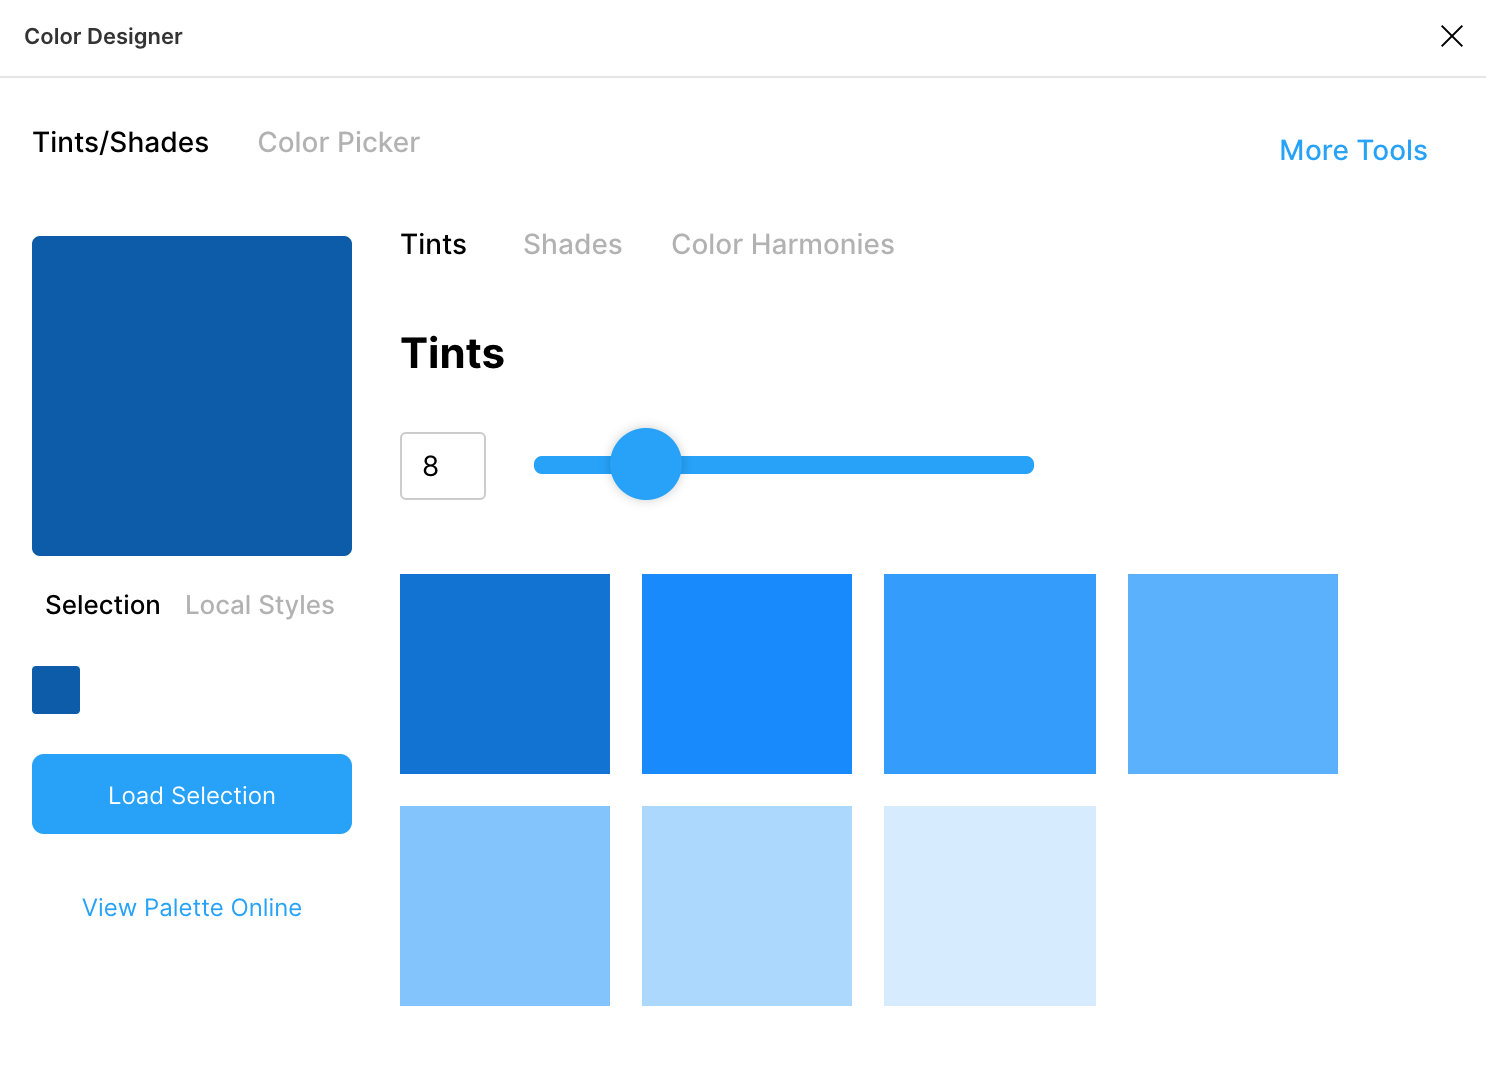 Color Designer
Tints/Shades
Color Picker
More Tools
Tints
Shades
Color Harmonies
Tints
8
Selection
Local Styles
Load Selection
View Palette Online